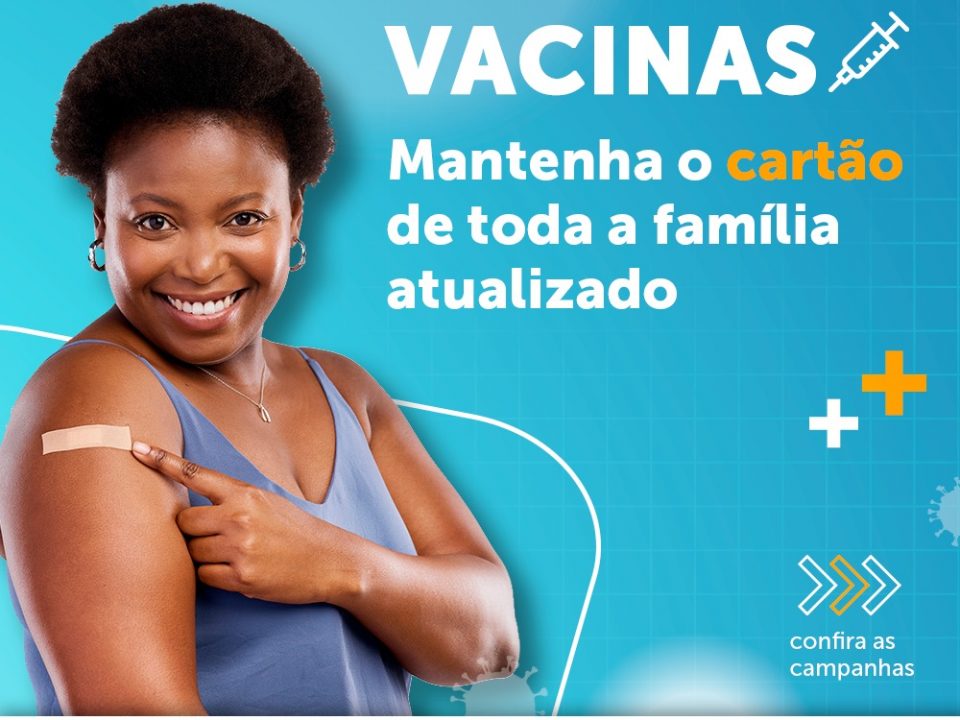 VACINAS
Mantenha o cartão
de toda a família
atualizado
confira as
campanhas